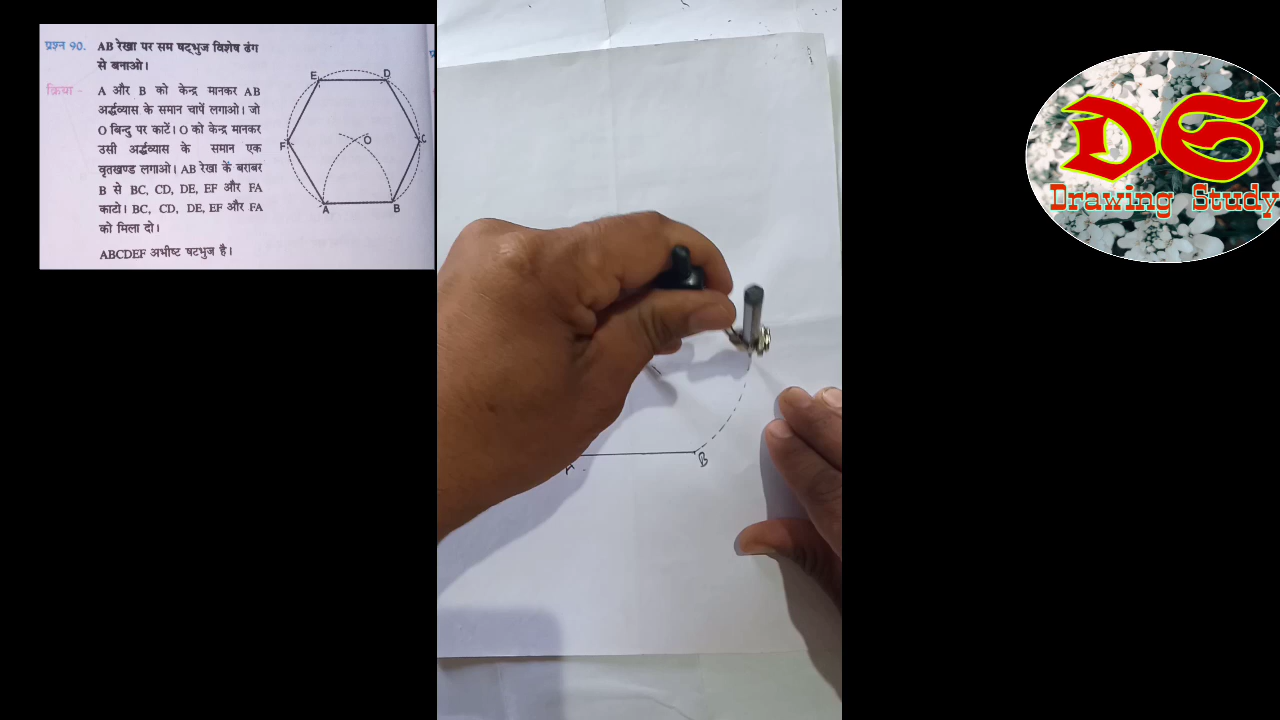 प्रश्न 90. AB रेखा पर सम षट्भुज विशेष ढंग
से बनाओ।
क्रिया - A और B को केन्द्र मानकर AB
अर्द्धव्यास के समान चापें लगाओ। जो
O बिन्दु पर काटें। O को केन्द्र मानकर
उसी अर्द्धव्यास के समान एक
वृतखण्ड लगाओ। AB रेखा कें बराबर
B से BC, CD, DE, EF और FA
काटो। BC, CD, DE, EF और FA
को मिला दो।
ABCDEF अभीष्ट षटभुज है।
E D
F O C
A B
B
DS
Drawing Study